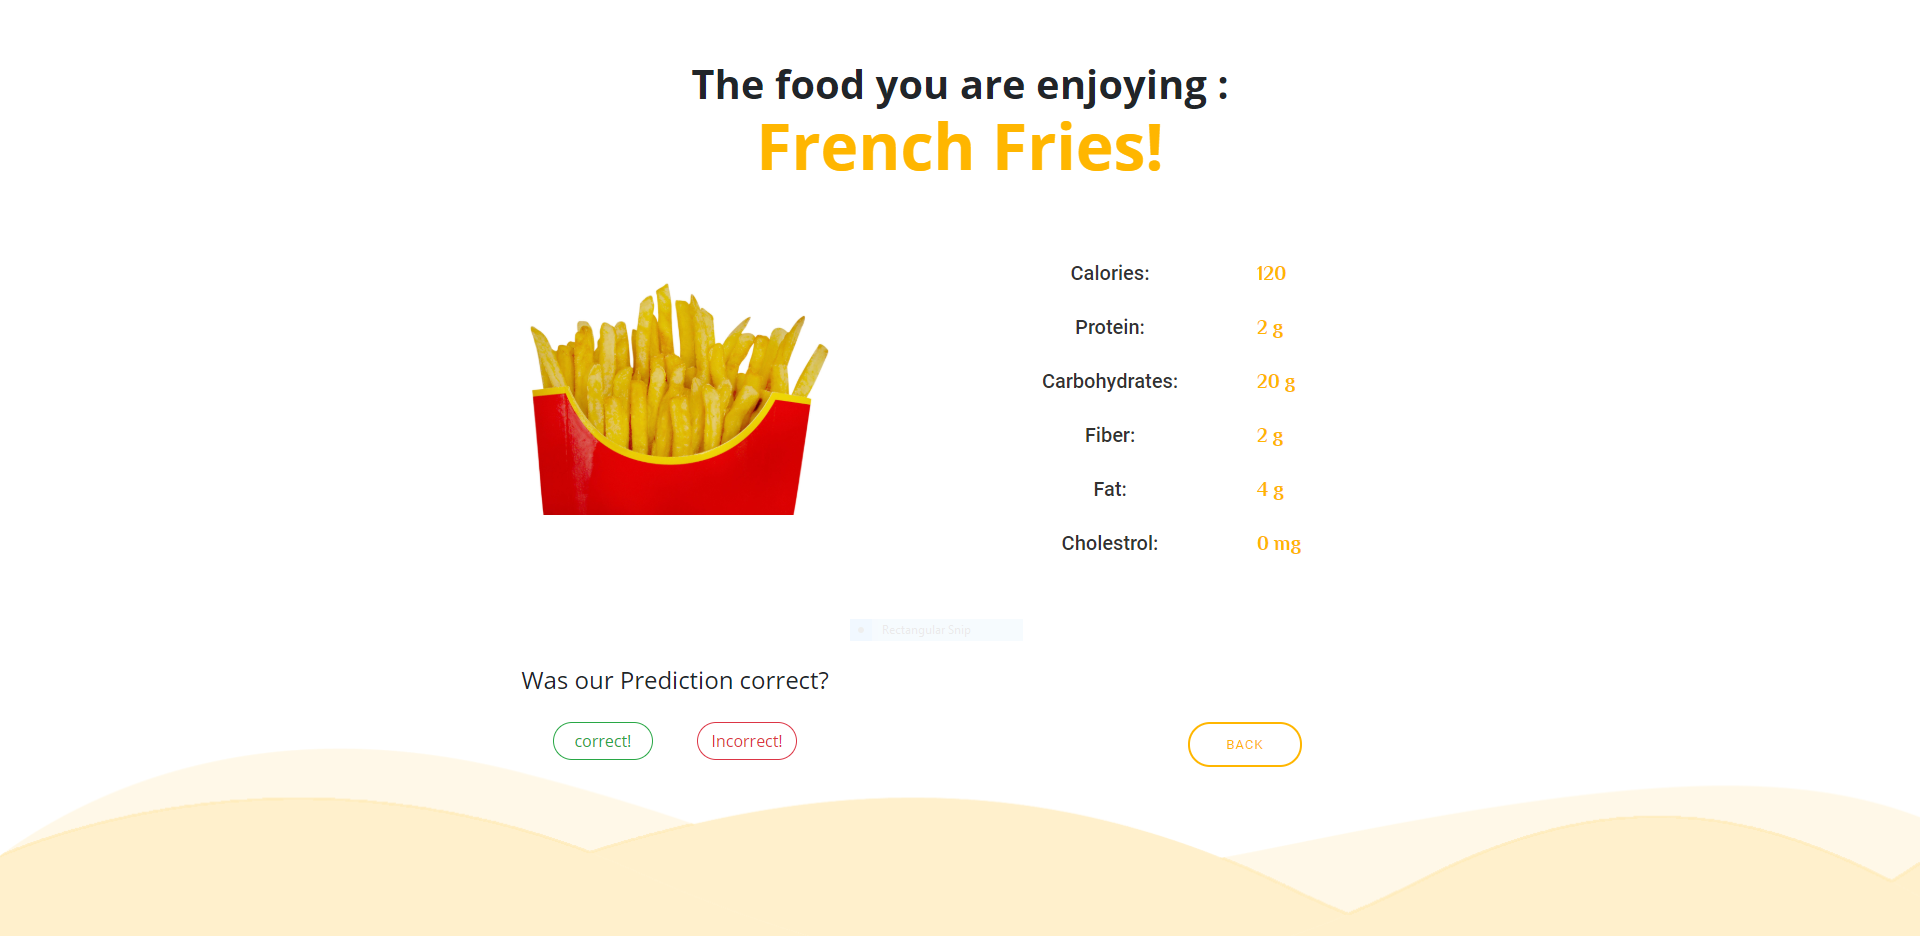 The food you are enjoying :
French Fries!
Calories: 120
Protein: 2 g
Carbohydrates: 20 g
Fiber: 2 g
Fat: 4 g
Cholestrol: 0 mg
Rectangular Snip
Was our Prediction correct?
correct! Incorrect! BACK